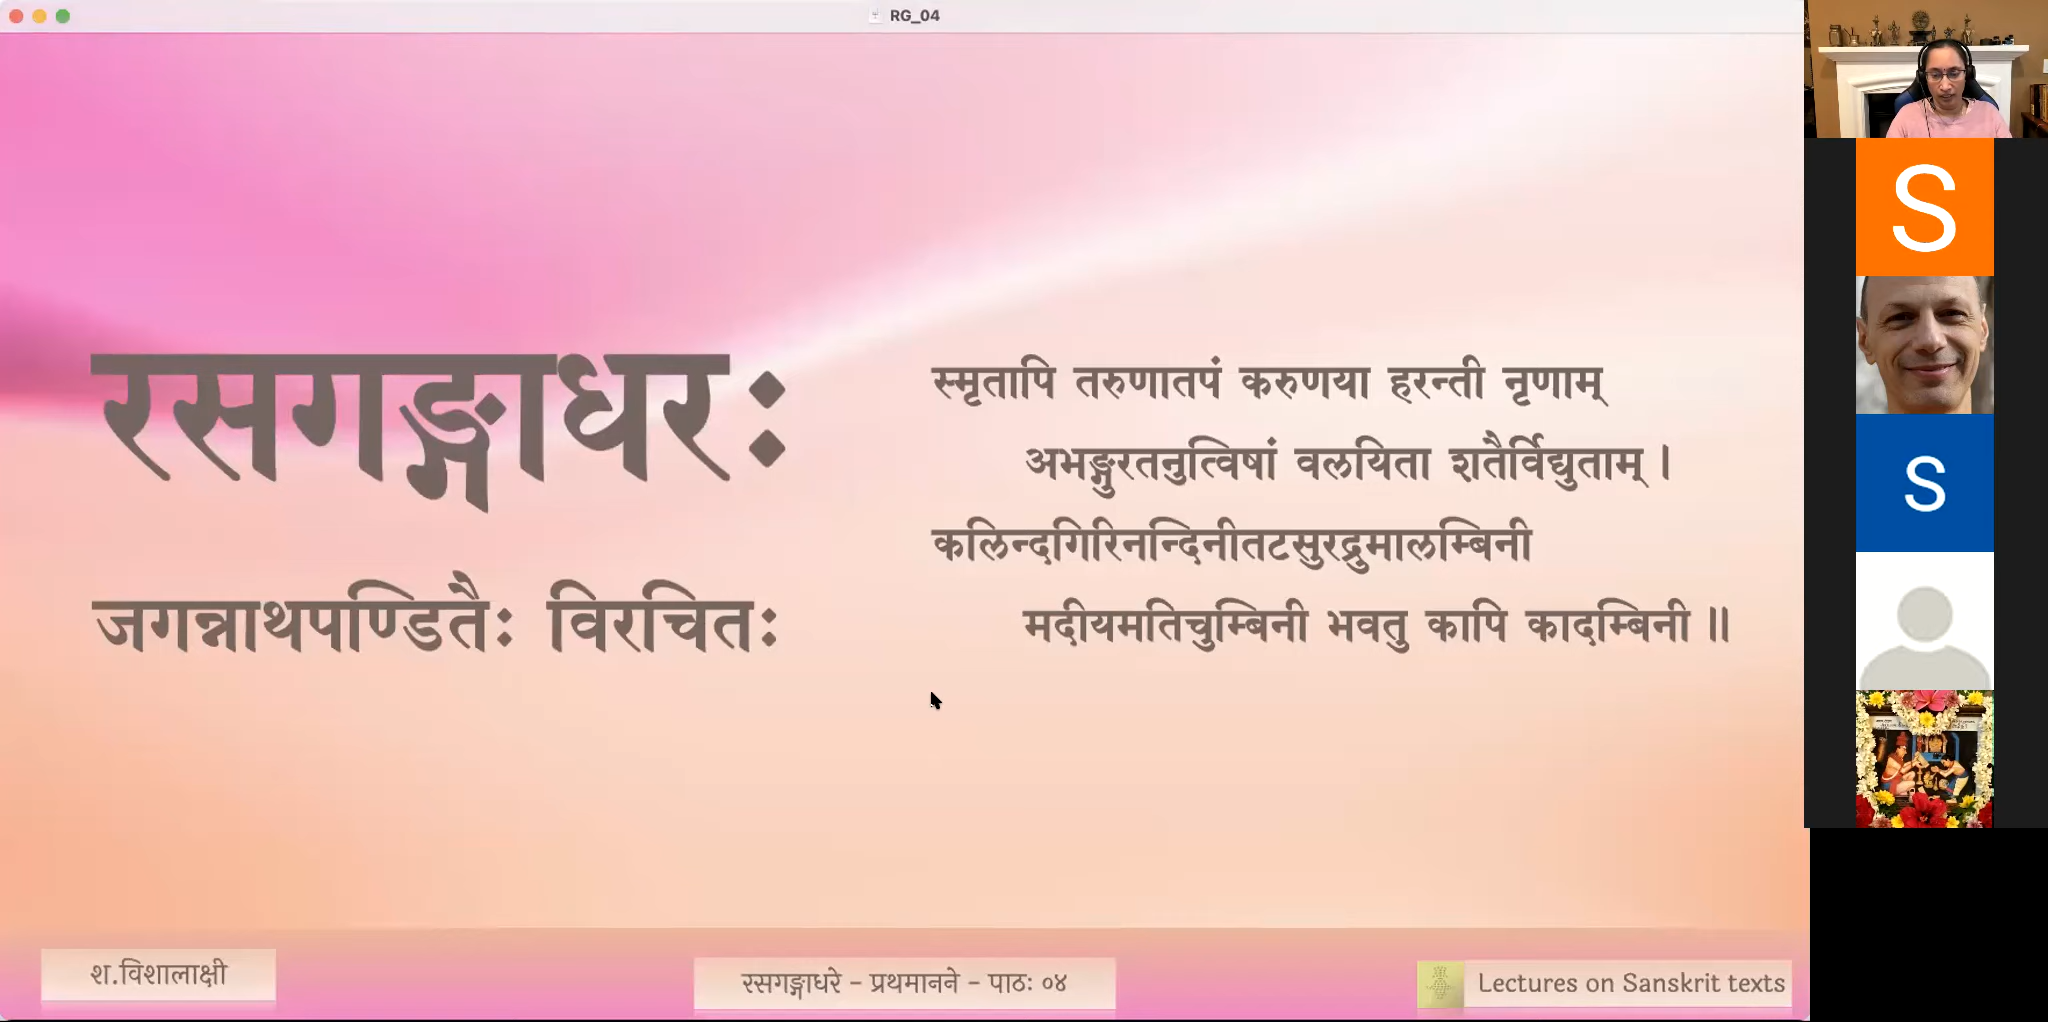 RG_04
रसगङ्गाधरः
जगन्नाथपण्डितैः विरचितः
स्मृतापि तरुणातपं करुणया हरन्ती नृणाम्
अभङ्गुरतनुत्विषां वलयिता शतैर्विद्युताम् ।
कलिन्दगिरिनन्दिनीतटसुरद्रुमालम्बिनी
मदीयमतिचुम्बिनी भवतु कापि कादम्बिनी ॥
श.विशालाक्षी
रसगङ्गाधरे - प्रथमानने - पाठः ०४
Lectures on Sanskrit texts
S
S